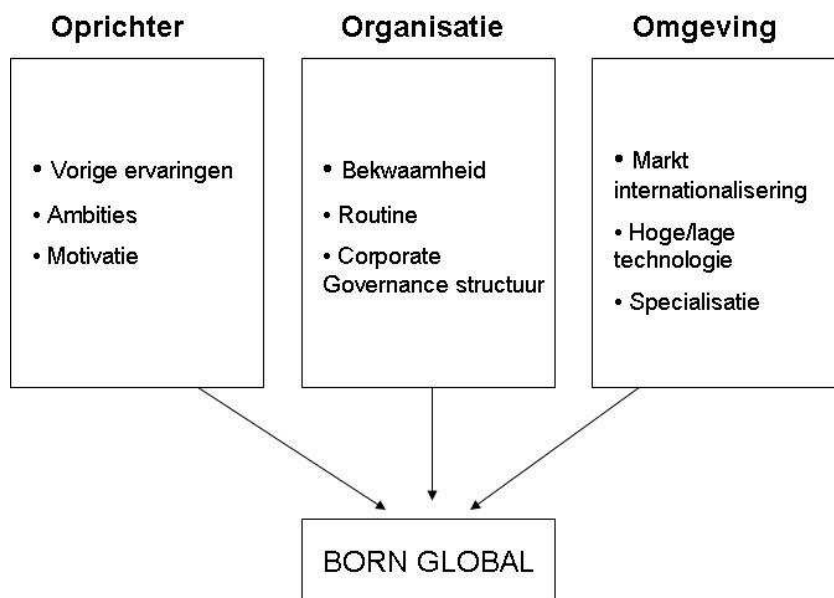 Oprichter
• Vorige ervaringen
• Ambities
• Motivatie
Organisatie
• Bekwaamheid
• Routine
• Corporate
Governance structuur
Omgeving
• Markt
internationalisering
• Hoge/lage
technologie
• Specialisatie
BORN GLOBAL